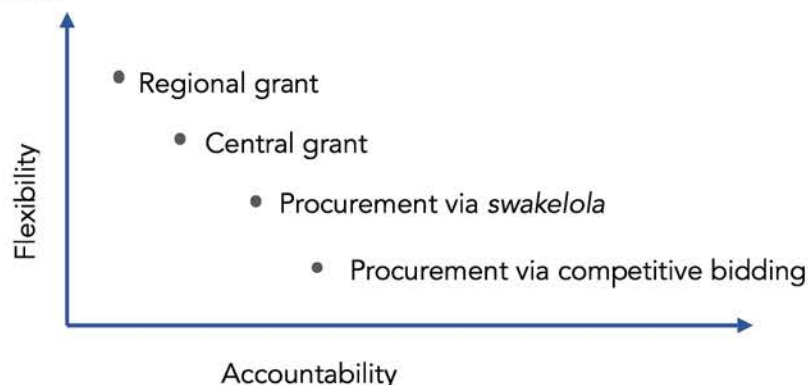 Regional grant
Central grant
Procurement via swakelola
Procurement via competitive bidding
Flexibility
Accountability